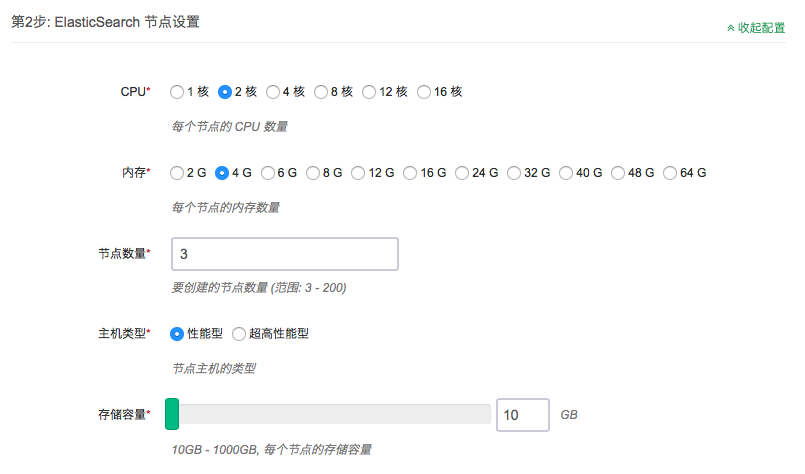 第2步: ElasticSearch 节点设置
收起配置
CPU* 1 核 2 核 4 核 8 核 12 核 16 核
每个节点的 CPU 数量
内存* 2 G 4 G 6 G 8 G 12 G 16 G 24 G 32 G 40 G 48 G 64 G
每个节点的内存数量
节点数量* 3
要创建的节点数量 (范围: 3 - 200)
主机类型* 性能型 超高性能型
节点主机的类型
存储容量* 10 GB
10GB - 1000GB, 每个节点的存储容量